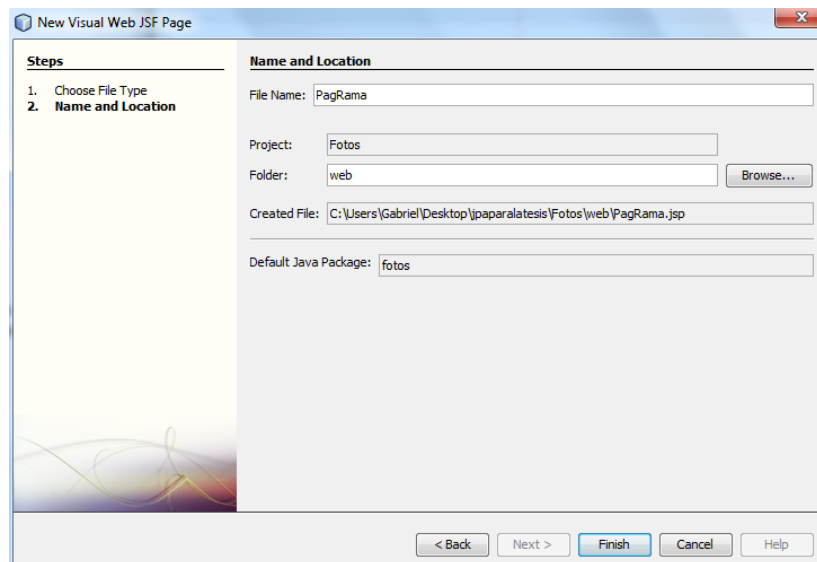 New Visual Web JSF Page
Steps
1. Choose File Type
2. Name and Location
Name and Location
File Name: PagRama
Project: Fotos
Folder: web Browse...
Created File: C:\Users\Gabriel\Desktop\jpaparalatesis\Fotos\web\PagRama.jsp
Default Java Package: fotos
< Back Next > Finish Cancel Help